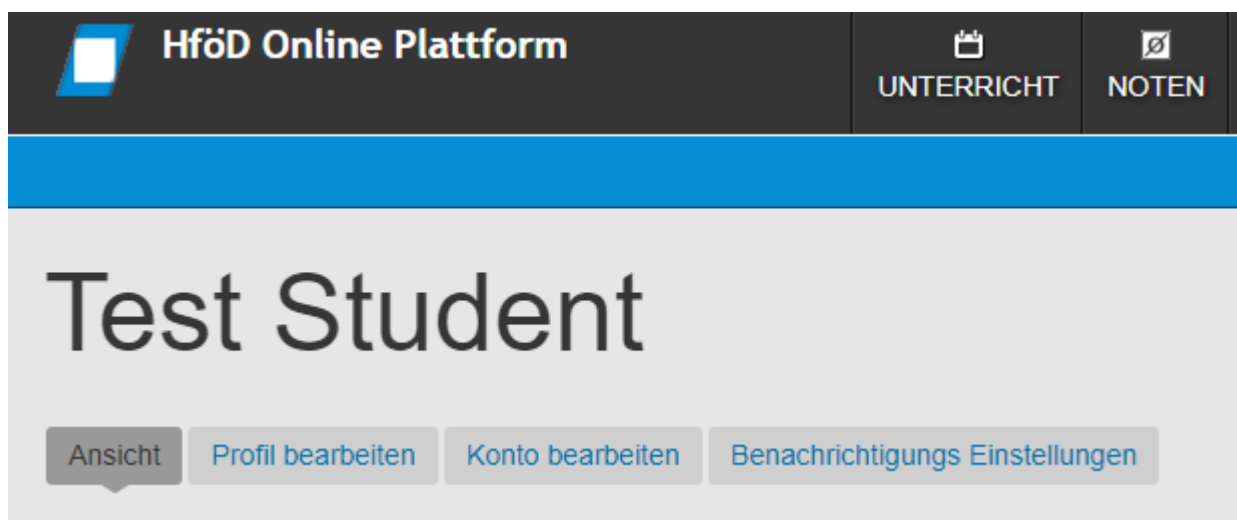 HföD Online Plattform
UNTERRICHT
NOTEN
Test Student
Ansicht Profil bearbeiten Konto bearbeiten Benachrichtigungs Einstellungen